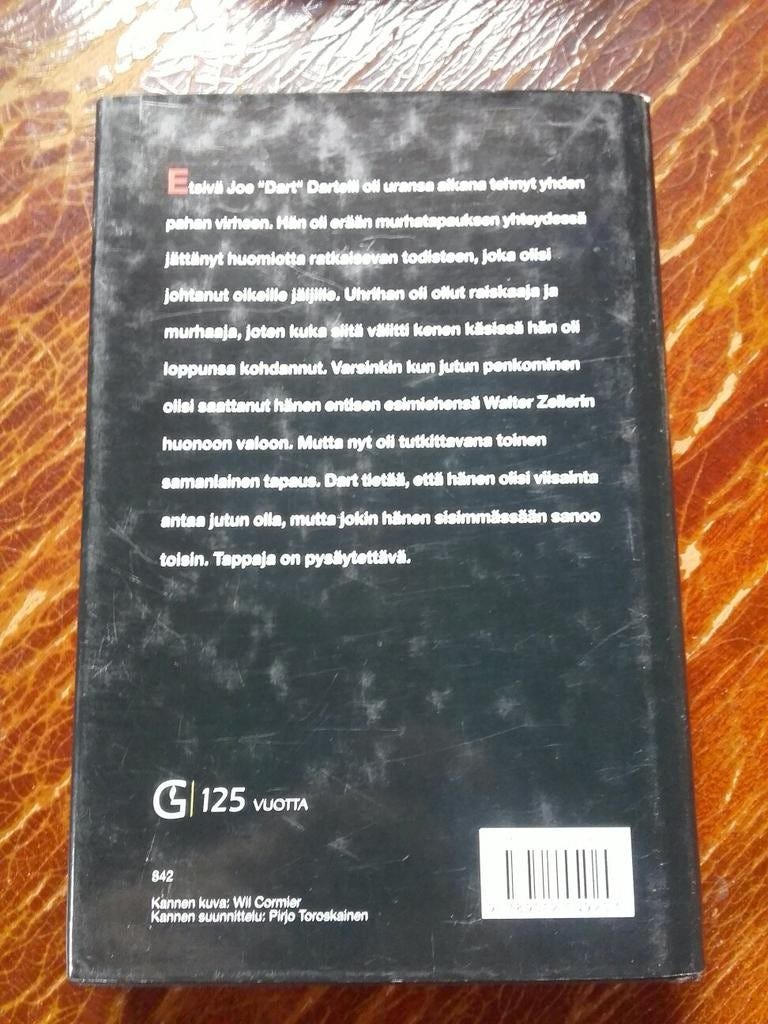 Etsivä Joe "Dart" Dartelli oli uransa aikana tehnyt yhden
pahan virheen. Hän oli erään murhatapauksen yhteydessä
jättänyt huomiotta ratkaisevan todisteen, joka olisi
johtanut oikeille jäljille. Uhrihan oli ollut raiskaaja ja
murhaaja, joten kuka siitä välitti kenen käsissä hän oli
loppunsa kohdannut. Varsinkin kun jutun penkominen
olisi saattanut hänen entisen esimiehensä Walter Zellerin
huonoon valoon. Mutta nyt oli tutkittavana toinen
samanlainen tapaus. Dart tietää, että hänen olisi viisainta
antaa jutun olla, mutta jokin hänen sisimmässään sanoo
toisin. Tappaja on pysäytettävä.
G 125 VUOTTA
842
Kannen kuva: Wil Cormier
Kannen suunnittelu: Pirjo Toroskainen